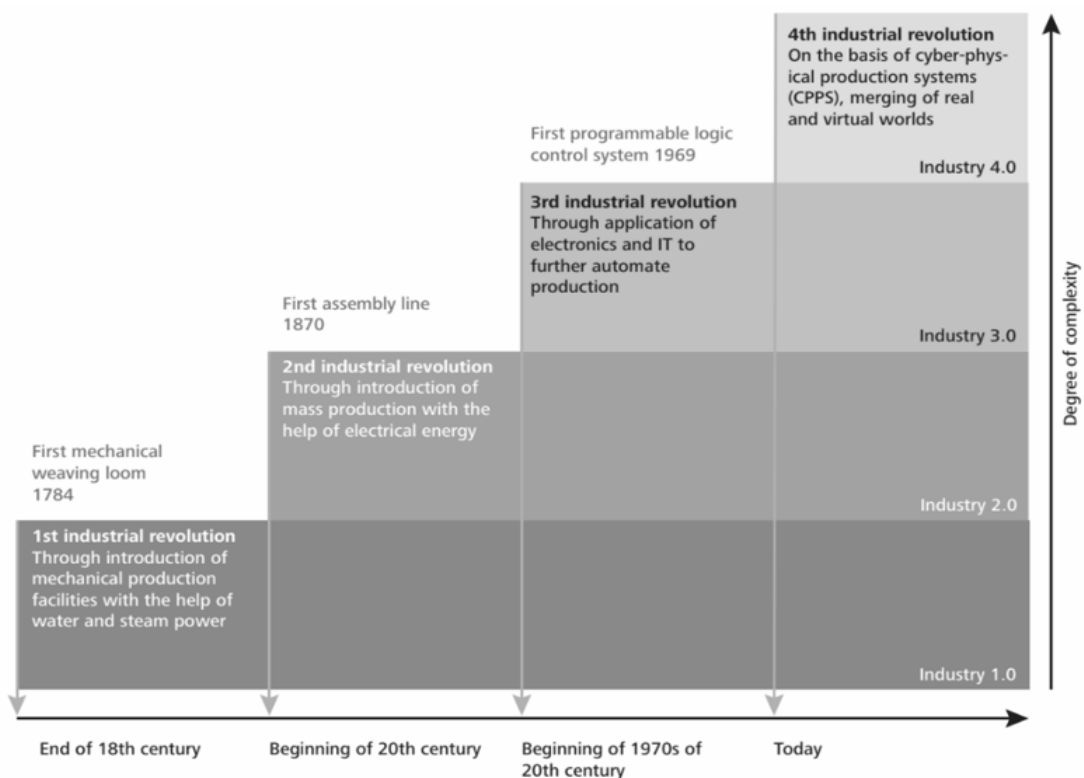 4th industrial revolution
On the basis of cyber-phys-
ical production systems
(CPPS), merging of real
and virtual worlds
Industry 4.0
First programmable logic
control system 1969
3rd industrial revolution
Through application of
electronics and IT to
further automate
production
Industry 3.0
First assembly line
1870
2nd industrial revolution
Through introduction of
mass production with the
help of electrical energy
Industry 2.0
First mechanical
weaving loom
1784
1st industrial revolution
Through introduction of
mechanical production
facilities with the help of
water and steam power
Industry 1.0
Degree of complexity
End of 18th century
Beginning of 20th century
Beginning of 1970s of
20th century
Today